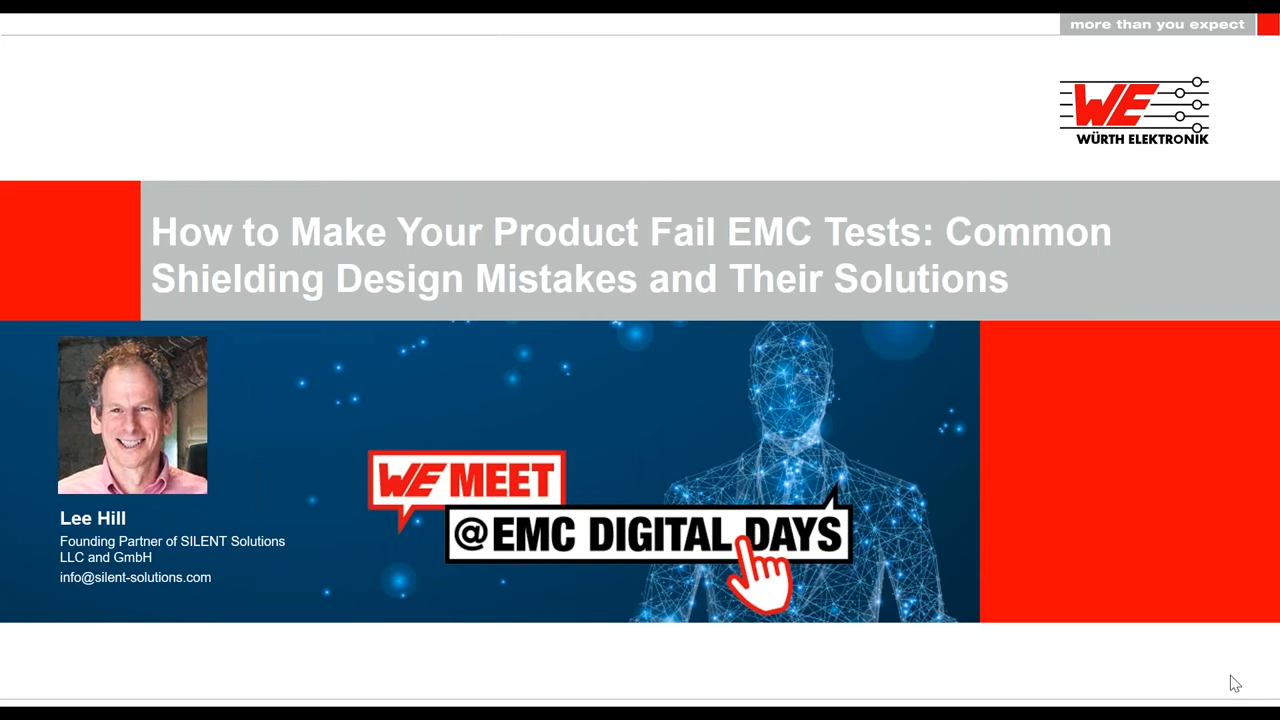 more than you expect
WE
WÜRTH ELEKTRONIK
How to Make Your Product Fail EMC Tests: Common
Shielding Design Mistakes and Their Solutions
WE MEET
@EMC DIGITAL DAYS
Lee Hill
Founding Partner of SILENT Solutions
LLC and GmbH
info@silent-solutions.com